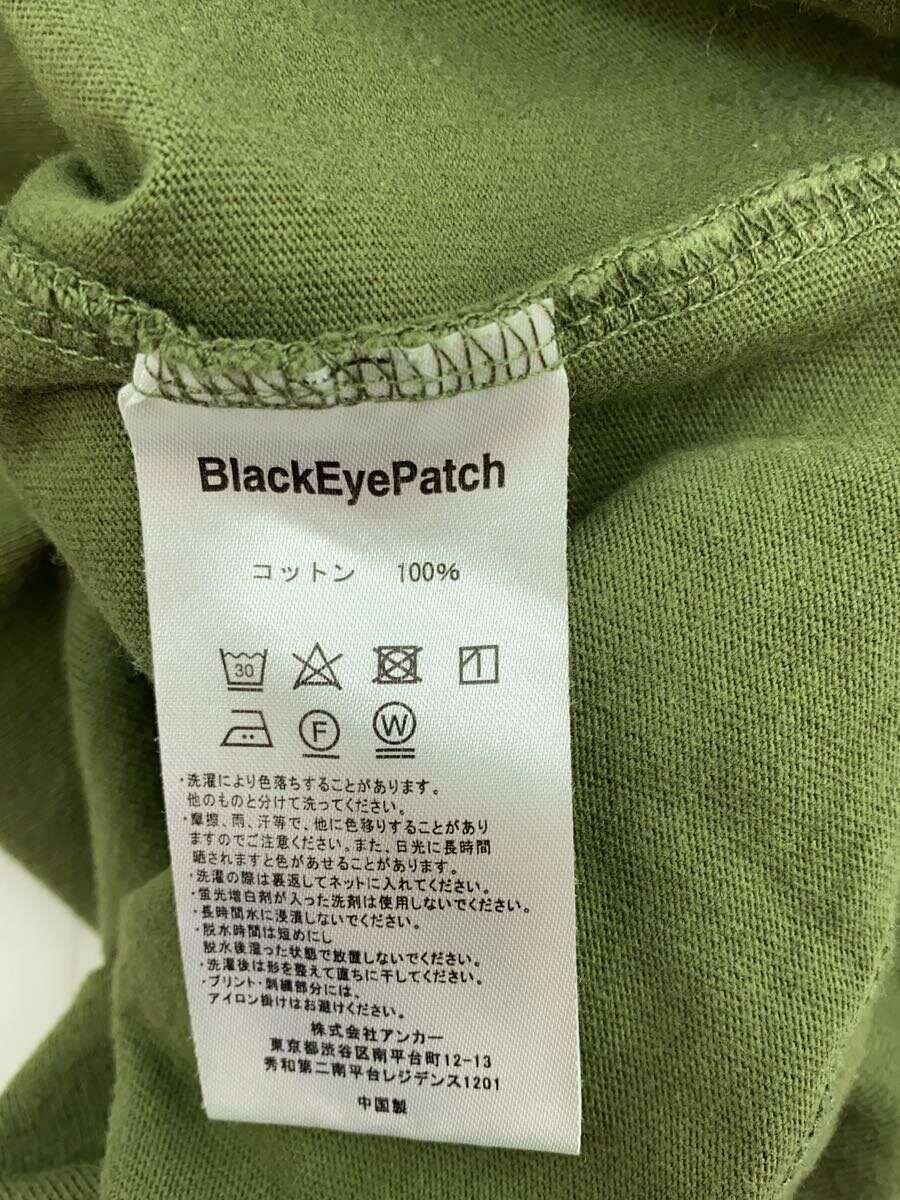 BlackEyePatch
コットン 100%
30
F W
・洗濯により色落ちすることがあります。
他のものと分けて洗ってください。
・摩擦、雨、汗等で、他に色移りすることがあり
ますのでご注意ください。また、日光に長時間
晒されますと色があせることがあります。
・洗濯の際は裏返してネットに入れてください。
・蛍光増白剤が入った洗剤は使用しないでください。
・長時間水に浸漬しないでください。
・脱水時間は短めにし
脱水後湿った状態で放置しないでください。
・洗濯後は形を整えて直ちに干してください。
・プリント・刺繍部分には、
アイロン掛けはお避けください。
株式会社アンカー
東京都渋谷区南平台町12-13
秀和第二南平台レジデンス1201
中国製